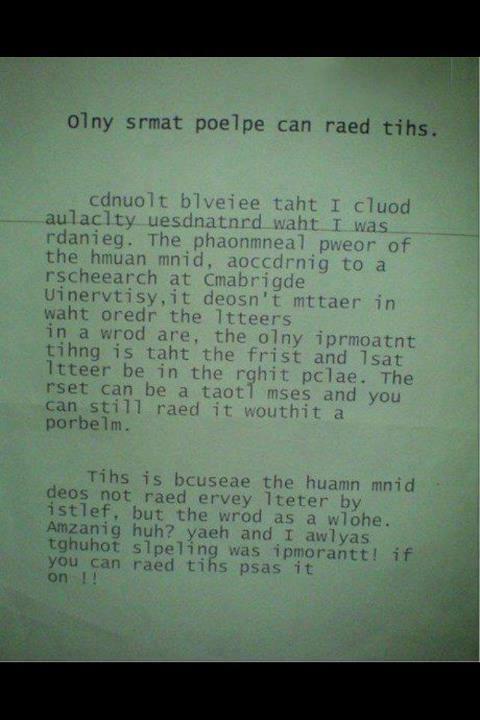 Olny srmat poelpe can raed tihs.
cdnuolt blveiee taht I cluod
aulaclty uesdnatnrd waht I was
rdanieg. The phaonmneal pweor of
the hmuan mnid, aoccdrnig to a
rscheearch at Cmabrigde
Uinervtisy,it deosn't mttaer in
waht oredr the ltteers
in a wrod are, the olny iprmoatnt
tihng is taht the frist and lsat
ltteer be in the rghit pclae. The
rset can be a taotl mses and you
can still raed it wouthit a
porbelm.
Tihs is bcuseae the huamn mnid
deos not raed ervey lteter by
istlef, but the wrod as a wlohe.
Amzanig huh? yaeh and I awlyas
tghuhot slpeling was ipmorantt! if
you can raed tihs psas it
on !!